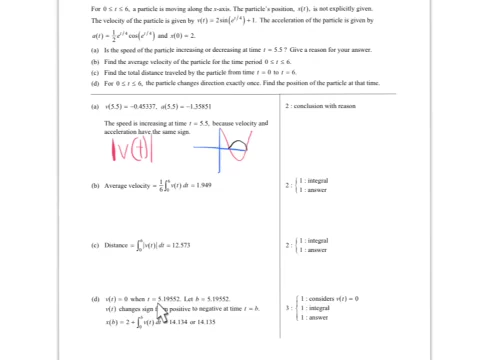 For 0 ≤ t ≤ 6, a particle is moving along the x-axis. The particle's position, x(t), is not explicitly given.
The velocity of the particle is given by v(t) = 2sin(e^{t/4}) + 1. The acceleration of the particle is given by
a(t) = 1/2 e^{t/4} cos(e^{t/4}) and x(0) = 2.
(a) Is the speed of the particle increasing or decreasing at time t = 5.5 ? Give a reason for your answer.
(b) Find the average velocity of the particle for the time period 0 ≤ t ≤ 6.
(c) Find the total distance traveled by the particle from time t = 0 to t = 6.
(d) For 0 ≤ t ≤ 6, the particle changes direction exactly once. Find the position of the particle at that time.
(a) v(5.5) = −0.45337, a(5.5) = −1.35851
2 : conclusion with reason
The speed is increasing at time t = 5.5, because velocity and
acceleration have the same sign.
|v(t)|
(b) Average velocity = 1/6 ∫_0^6 v(t) dt = 1.949
2 : { 1 : integral
1 : answer
(c) Distance = ∫_0^6 |v(t)| dt = 12.573
2 : { 1 : integral
1 : answer
(d) v(t) = 0 when t = 5.19552. Let b = 5.19552.
v(t) changes sign from positive to negative at time t = b.
x(b) = 2 + ∫_0^b v(t) dt = 14.134 or 14.135
3 : { 1 : considers v(t) = 0
1 : integral
1 : answer